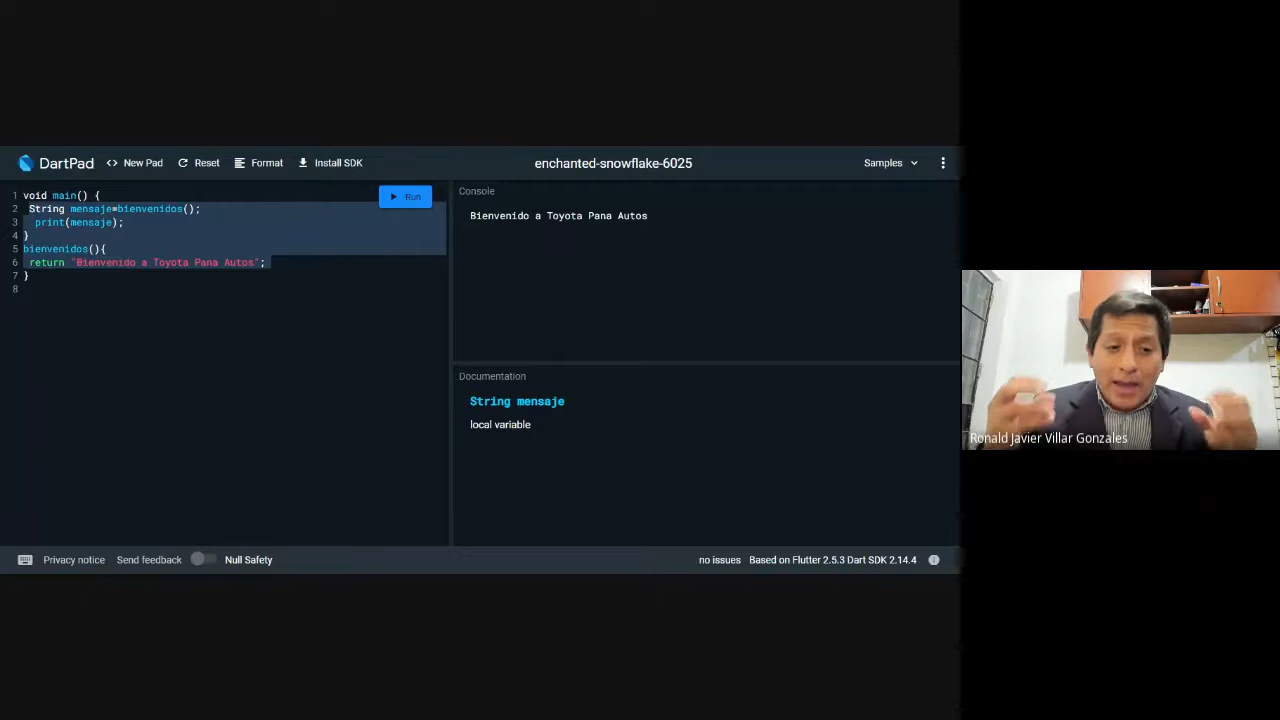 DartPad
<> New Pad
Reset
Format
Install SDK
enchanted-snowflake-6025
Samples
1 void main() {
2 String mensaje=bienvenidos();
3 print(mensaje);
4 }
5 bienvenidos(){
6 return "Bienvenido a Toyota Pana Autos";
7 }
8
Run
Console
Bienvenido a Toyota Pana Autos
Documentation
String mensaje
local variable
Ronald Javier Villar Gonzales
Privacy notice
Send feedback
Null Safety
no issues
Based on Flutter 2.5.3 Dart SDK 2.14.4